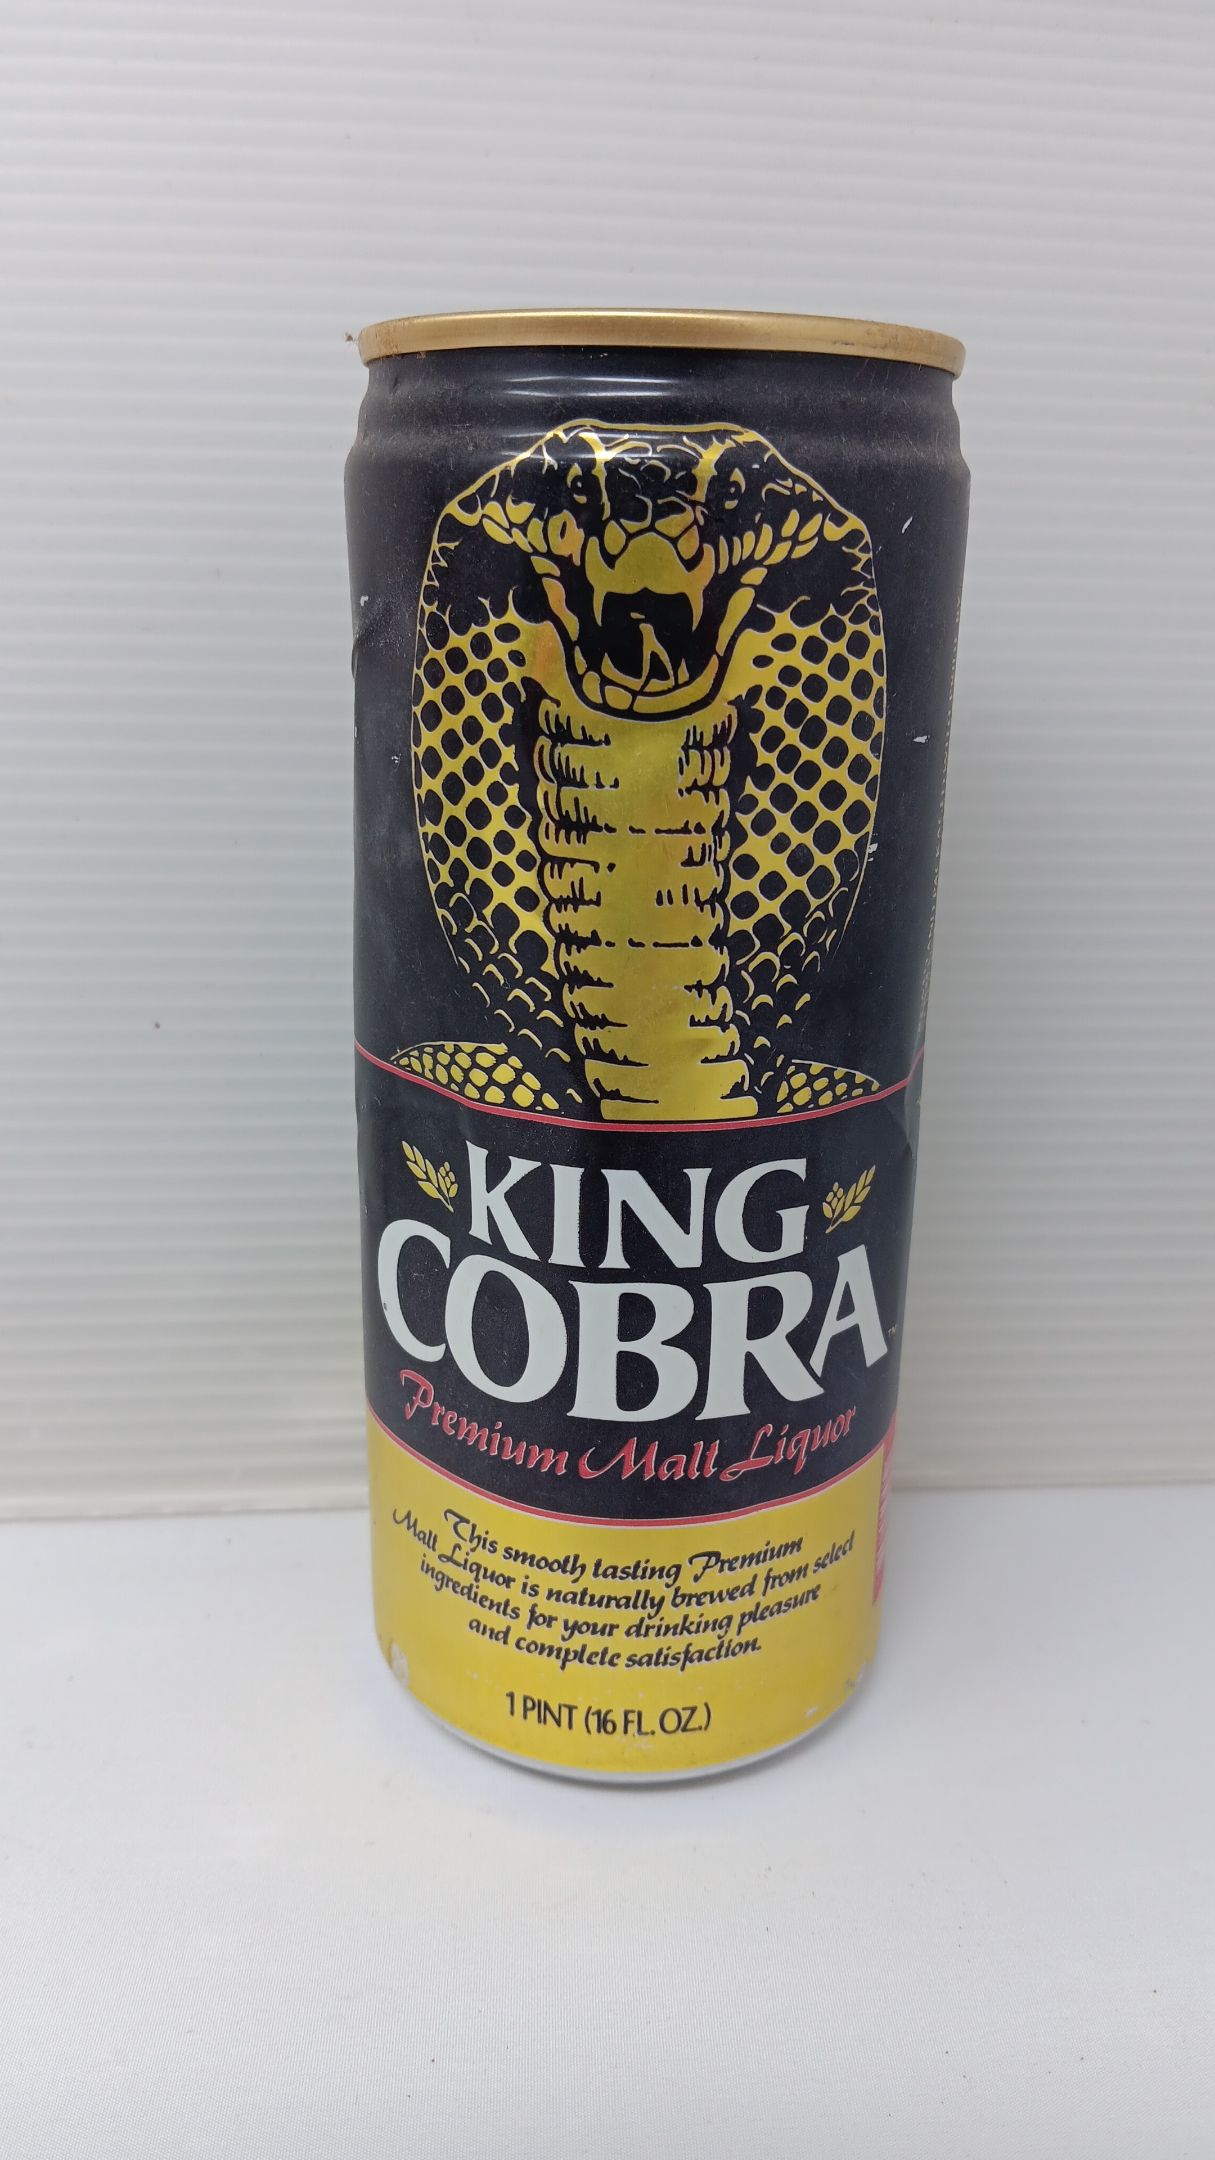 KING
COBRA™
Premium Malt Liquor
This smooth tasting Premium
Malt Liquor is naturally brewed from select
ingredients for your drinking pleasure
and complete satisfaction.
1 PINT (16 FL. OZ.)